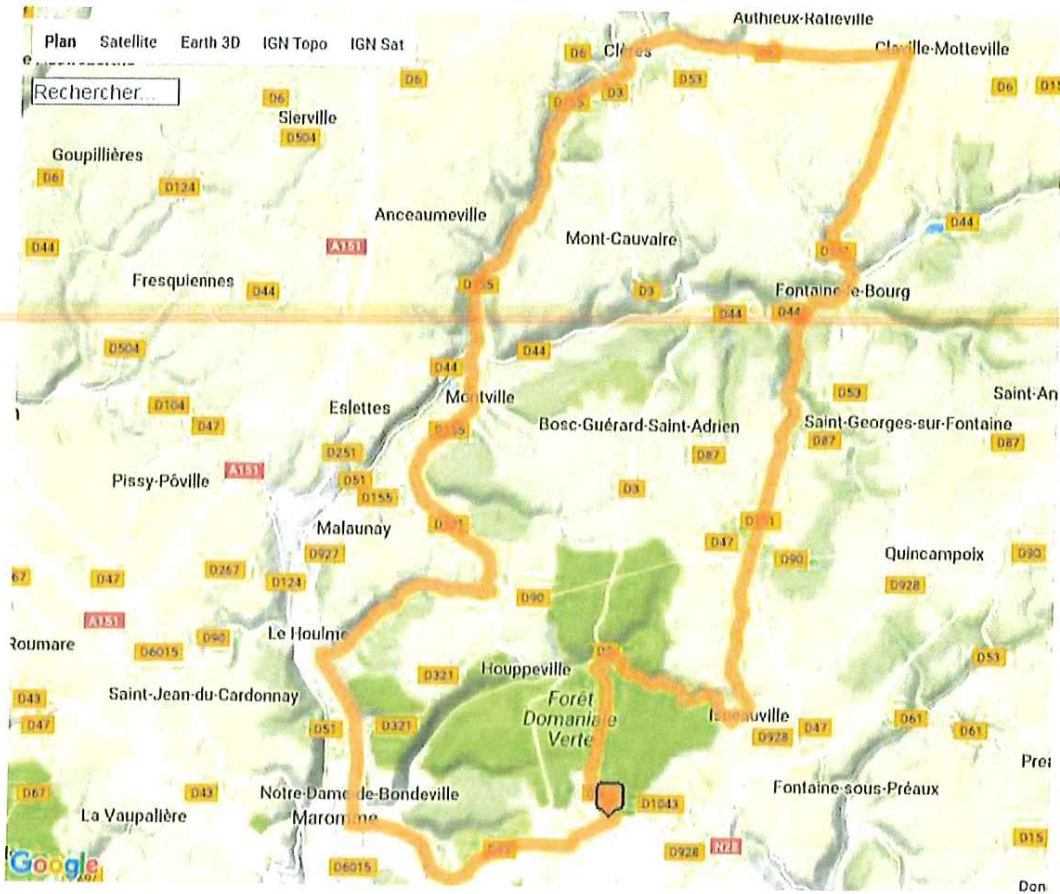 Authieux-Ratieville
Plan Satellite Earth 3D IGN Topo IGN Sat
D6 Clères Claville-Motteville
D6 D53 D6
Rechercher... D6 D3
Sierville
D504
Goupillières
D6 D124
Anceaumeville
D44
D44 A151 Mont-Cauvaire
Fresquiennes D44 D3 Fontaine-le-Bourg
D44 D44
D504 D44
D44
D104 Montville D53 Saint-An
D47 Eslettes Bosc-Guérard-Saint-Adrien Saint-Georges-sur-Fontaine
D87 D87
D251 D87
A151
Pissy-Pôville D51 D3
D155
Malaunay
D927 D47 Quincampoix D90
67 D47 D267 D124 D90 D928
D90
A151
Roumare D6015 D90 Le Houlme
D53
Houppeville
D321
D43 Saint-Jean-du-Cardonnay Forêt
D47 D51 D321 Domaniale Isneauville D61
Verte D928 D47 D61
D67 D43 Notre-Dame-de-Bondeville Fontaine-sous-Préaux
D1043
La Vaupalière Maromme
D15
D6015 D928 N28
Google